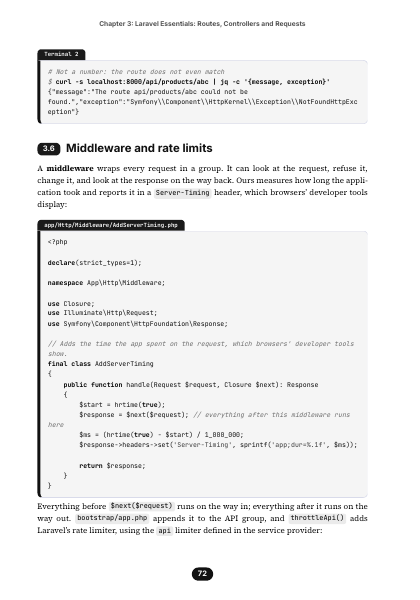 Chapter 3: Laravel Essentials: Routes, Controllers and Requests
Terminal 2
# Not a number: the route does not even match
$ curl -s localhost:8000/api/products/abc | jq -c '{message, exception}'
{"message":"The route api/products/abc could not be
found.","exception":"Symfony\\Component\\HttpKernel\\Exception\\NotFoundHttpExc
eption"}
3.6 Middleware and rate limits
A middleware wraps every request in a group. It can look at the request, refuse it,
change it, and look at the response on the way back. Ours measures how long the appli-
cation took and reports it in a Server-Timing header, which browsers' developer tools
display:
app/Http/Middleware/AddServerTiming.php
<?php
declare(strict_types=1);
namespace App\Http\Middleware;
use Closure;
use Illuminate\Http\Request;
use Symfony\Component\HttpFoundation\Response;
// Adds the time the app spent on the request, which browsers' developer tools
show.
final class AddServerTiming
{
    public function handle(Request $request, Closure $next): Response
    {
        $start = hrtime(true);
        $response = $next($request); // everything after this middleware runs
here
        $ms = (hrtime(true) - $start) / 1_000_000;
        $response->headers->set('Server-Timing', sprintf('app;dur=%.1f', $ms));
        return $response;
    }
}
Everything before $next($request) runs on the way in; everything after it runs on the
way out. bootstrap/app.php appends it to the API group, and throttleApi() adds
Laravel's rate limiter, using the api limiter defined in the service provider:
72